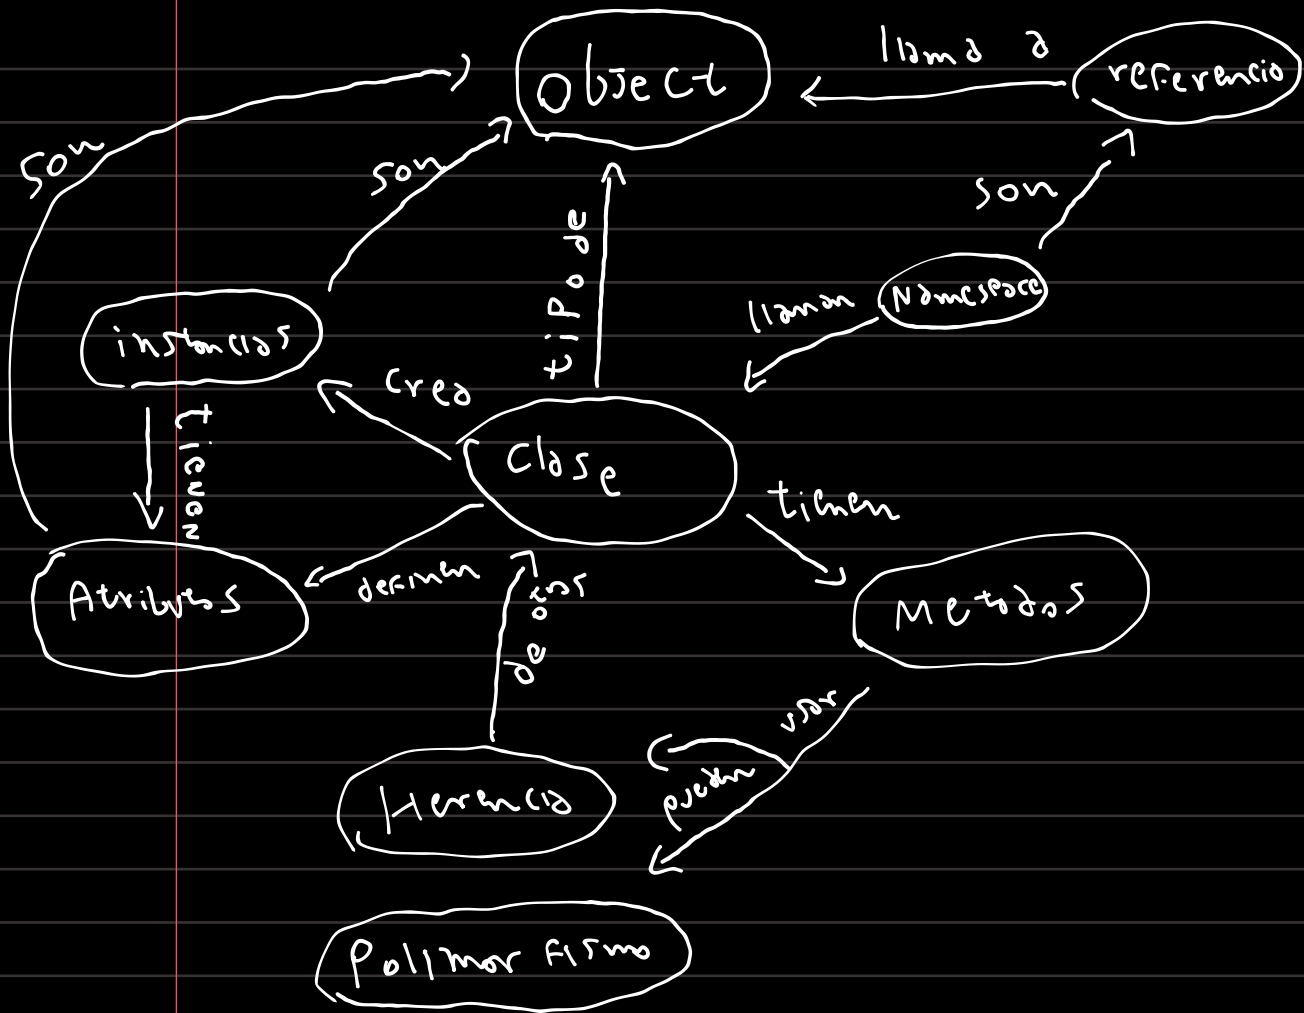 object
llama a
referencia
son
son
son
tipo de
Namespace
llaman
instancias
crea
tienen
Clase
tienen
Atributos
definen
de otras
Metodos
usar
pueden
Herencia
Polimorfismo